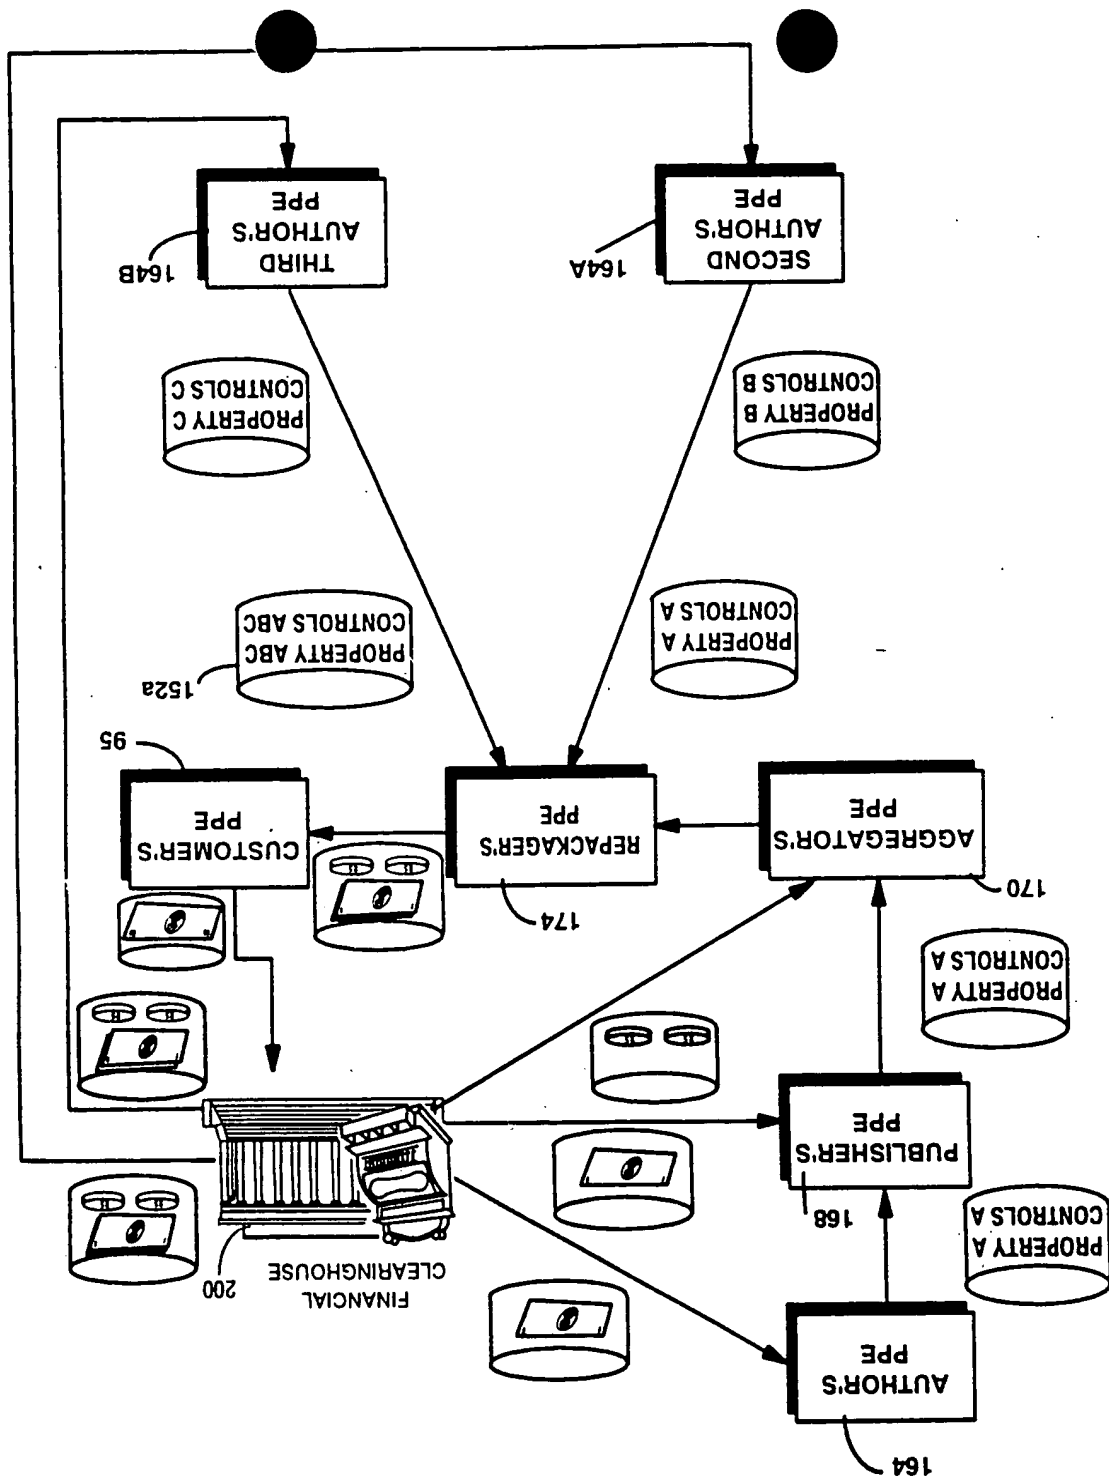 164
AUTHOR'S
PPE
FINANCIAL
CLEARINGHOUSE
200
PROPERTY A
CONTROLS A
168
PUBLISHER'S
PPE
PROPERTY A
CONTROLS A
170
AGGREGATOR'S
PPE
174
REPACKAGER'S
PPE
CUSTOMER'S
PPE
95
PROPERTY A
CONTROLS A
PROPERTY ABC
CONTROLS ABC
152a
PROPERTY B
CONTROLS B
PROPERTY C
CONTROLS C
SECOND
AUTHOR'S
PPE
164A
THIRD
AUTHOR'S
PPE
164B